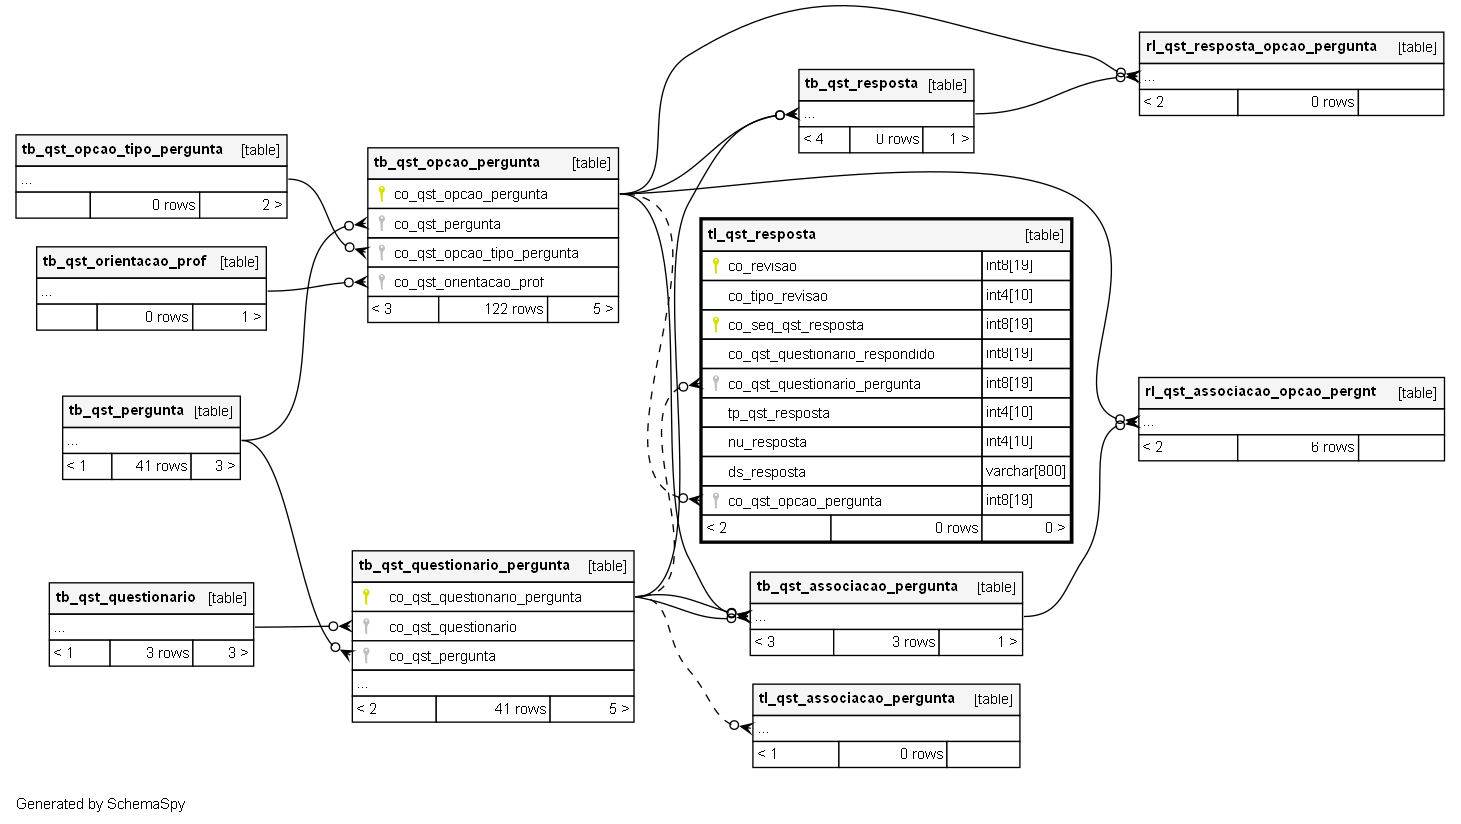 rl_qst_resposta_opcao_pergunta [table]
...
< 2 0 rows
tb_qst_resposta [table]
...
< 4 0 rows 1 >
tb_qst_opcao_tipo_pergunta [table]
...
0 rows 2 >
tb_qst_opcao_pergunta [table]
co_qst_opcao_pergunta
co_qst_pergunta
co_qst_opcao_tipo_pergunta
co_qst_orientacao_prof
< 3 122 rows 5 >
tb_qst_orientacao_prof [table]
...
0 rows 1 >
tl_qst_resposta [table]
co_revisao int8[19]
co_tipo_revisao int4[10]
co_seq_qst_resposta int8[19]
co_qst_questionario_respondido int8[19]
co_qst_questionario_pergunta int8[19]
tp_qst_resposta int4[10]
nu_resposta int4[10]
ds_resposta varchar[800]
co_qst_opcao_pergunta int8[19]
< 2 0 rows 0 >
rl_qst_associacao_opcao_pergnt [table]
...
< 2 6 rows
tb_qst_pergunta [table]
...
< 1 41 rows 3 >
tb_qst_questionario_pergunta [table]
co_qst_questionario_pergunta
co_qst_questionario
co_qst_pergunta
...
< 2 41 rows 5 >
tb_qst_questionario [table]
...
< 1 3 rows 3 >
tb_qst_associacao_pergunta [table]
...
< 3 3 rows 1 >
tl_qst_associacao_pergunta [table]
...
< 1 0 rows
Generated by SchemaSpy